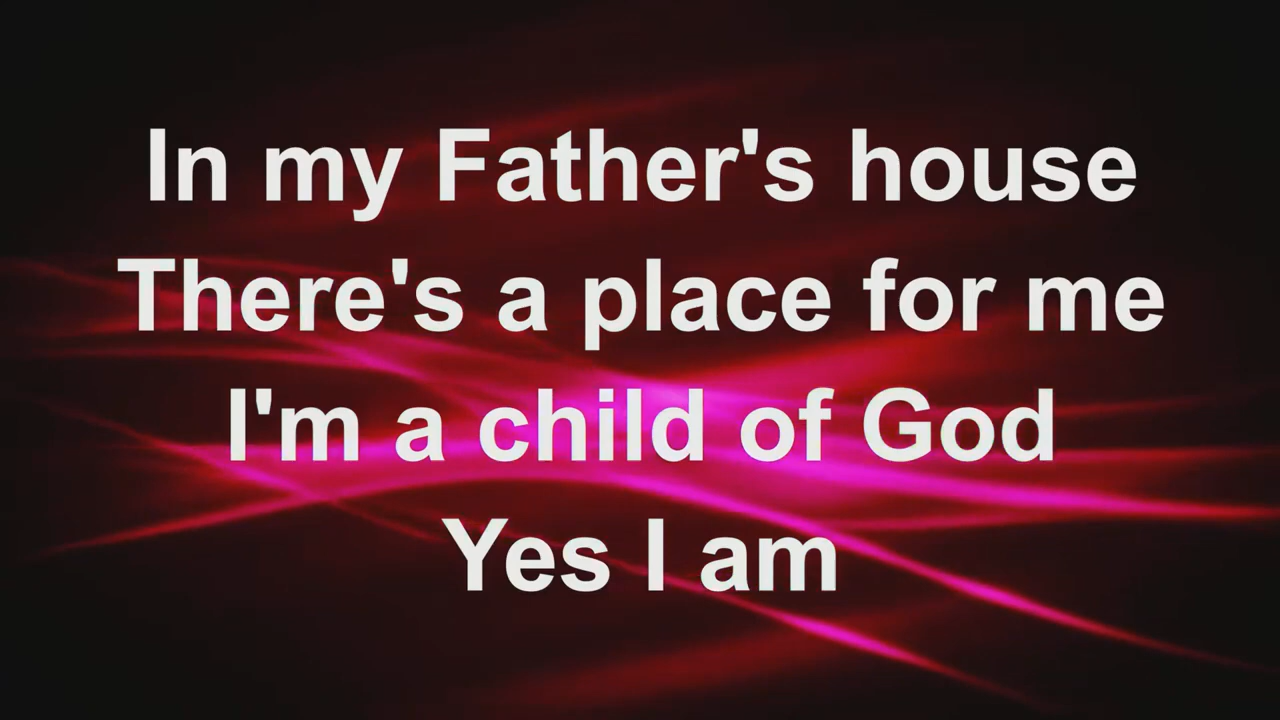 In my Father's house
There's a place for me
I'm a child of God
Yes I am